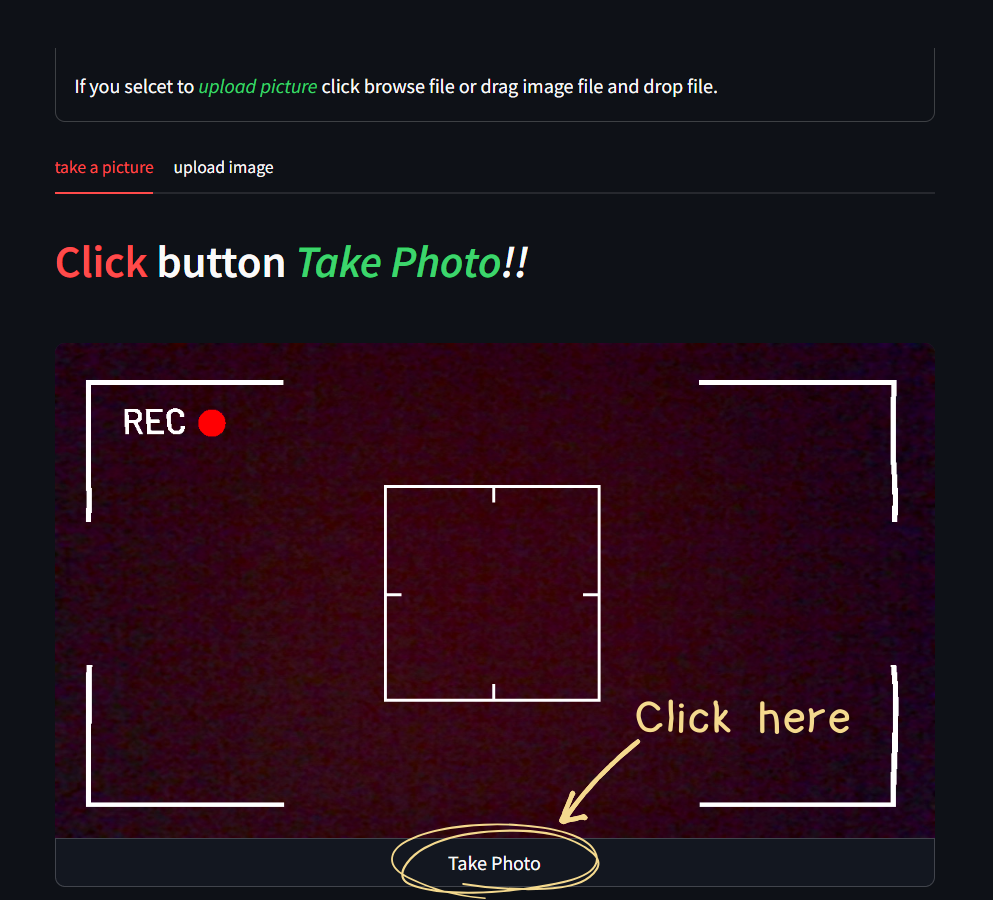 If you selcet to upload picture click browse file or drag image file and drop file.
take a picture upload image
Click button Take Photo!!
REC
Click here
Take Photo